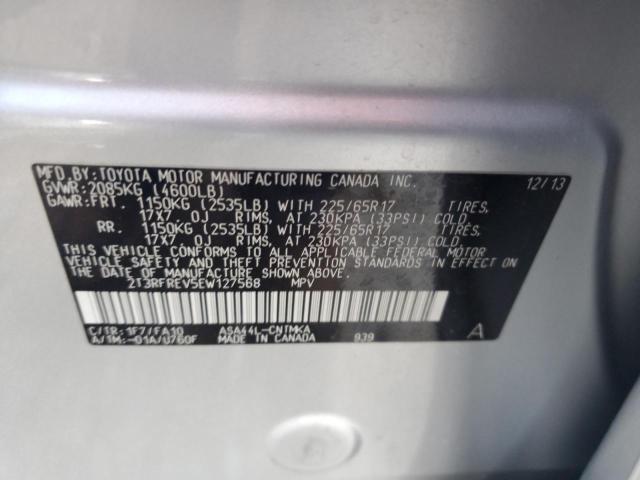 MFD.BY:TOYOTA MOTOR MANUFACTURING CANADA INC. 12/13
GVWR:2085KG (4600LB)
GAWR:FRT. 1150KG (2535LB) WITH 225/65R17 TIRES,
17X7 0J RIMS, AT 230KPA (33PSI) COLD.
RR. 1150KG (2535LB) WITH 225/65R17 TIRES,
17X7 0J RIMS, AT 230KPA (33PSI) COLD.
THIS VEHICLE CONFORMS TO ALL APPLICABLE FEDERAL MOTOR
VEHICLE SAFETY AND THEFT PREVENTION STANDARDS IN EFFECT ON
THE DATE OF MANUFACTURE SHOWN ABOVE.
2T3RFREV5EW127568 MPV
C/TR:1F7/FA10 ASA44L-CNTMKA A
A/TM:-01A/U760F MADE IN CANADA 939